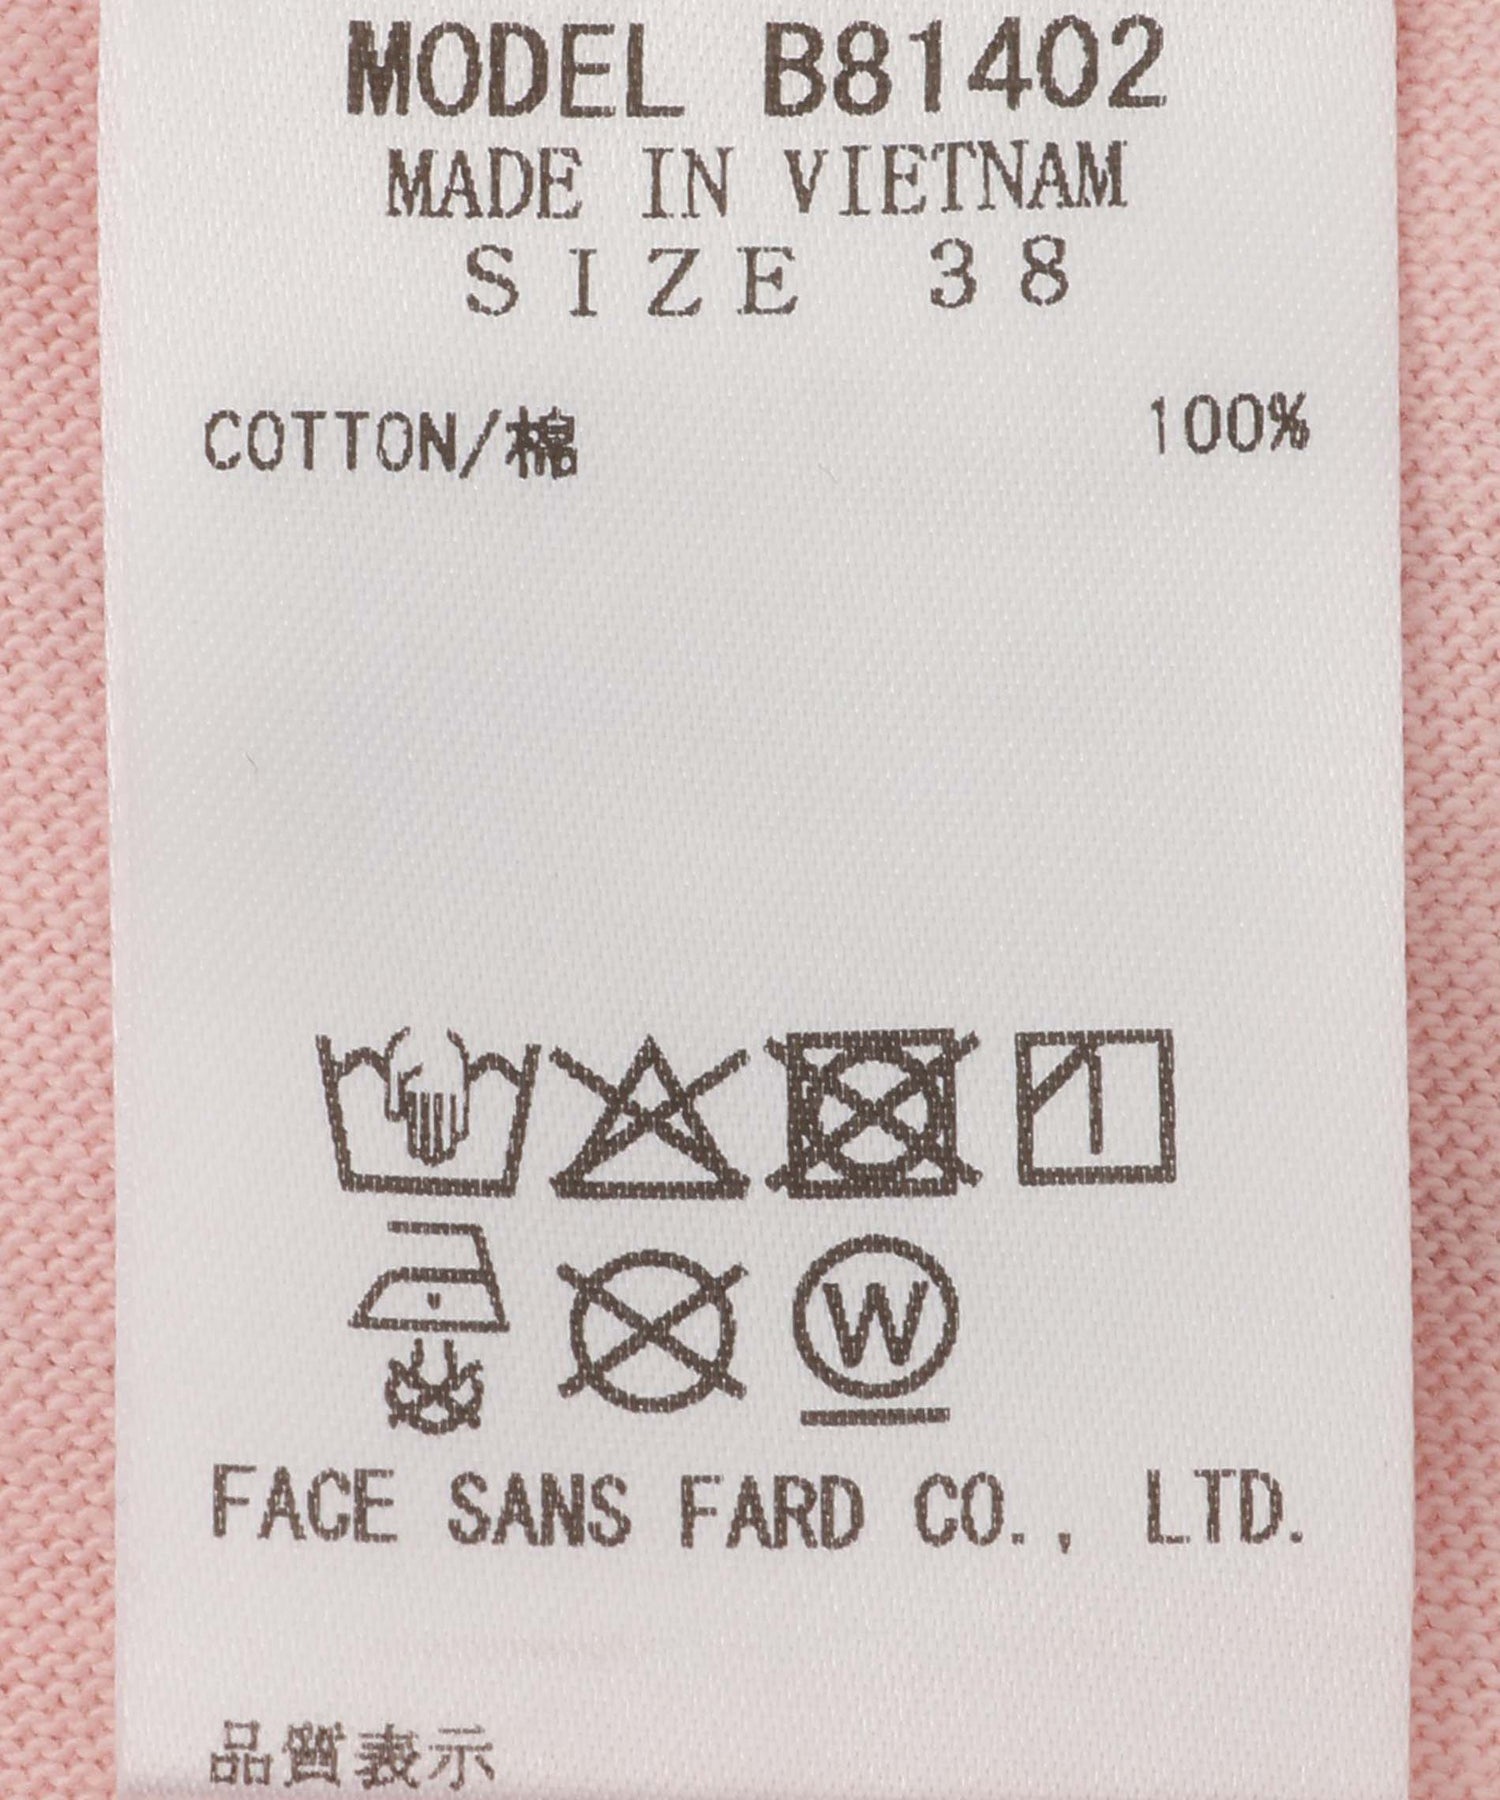 MODEL B81402
MADE IN VIETNAM
SIZE 38
COTTON/棉 100%
W
FACE SANS FARD CO., LTD.
品質表示